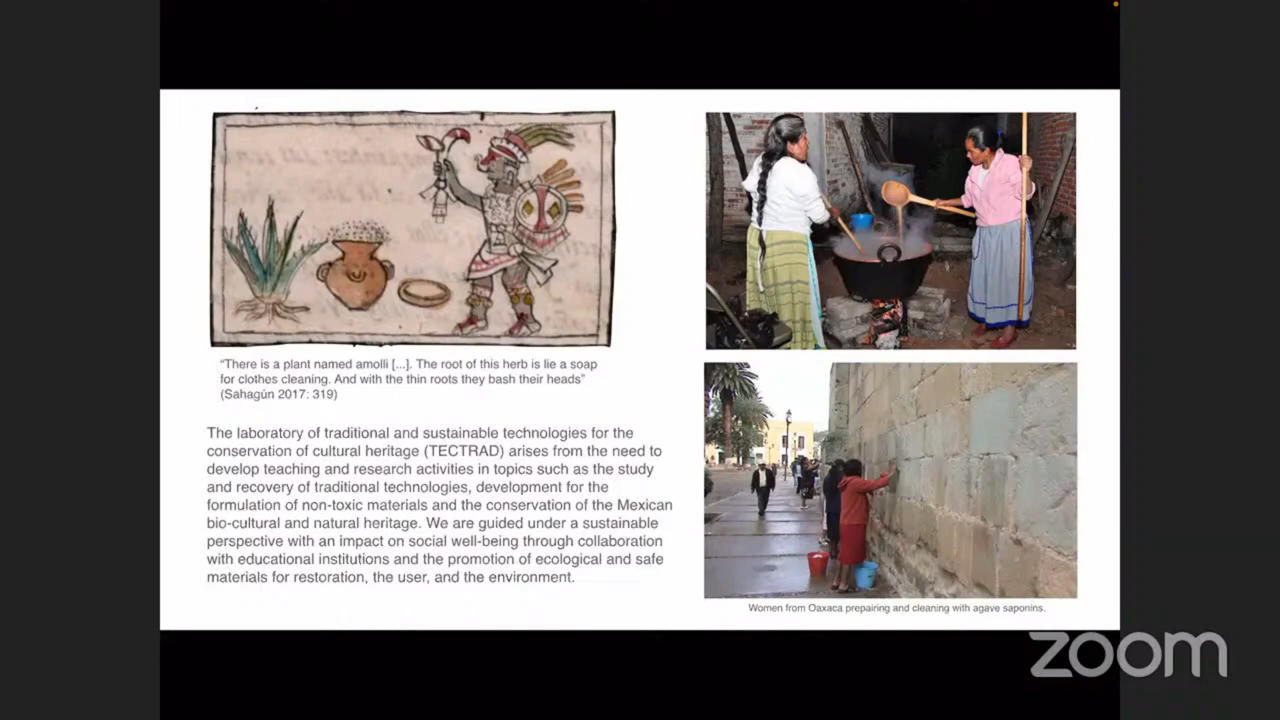 “There is a plant named amolli [...]. The root of this herb is lie a soap
for clothes cleaning. And with the thin roots they bash their heads”
(Sahagún 2017: 319)
The laboratory of traditional and sustainable technologies for the
conservation of cultural heritage (TECTRAD) arises from the need to
develop teaching and research activities in topics such as the study
and recovery of traditional technologies, development for the
formulation of non-toxic materials and the conservation of the Mexican
bio-cultural and natural heritage. We are guided under a sustainable
perspective with an impact on social well-being through collaboration
with educational institutions and the promotion of ecological and safe
materials for restoration, the user, and the environment.
Women from Oaxaca prepairing and cleaning with agave saponins.
zoom